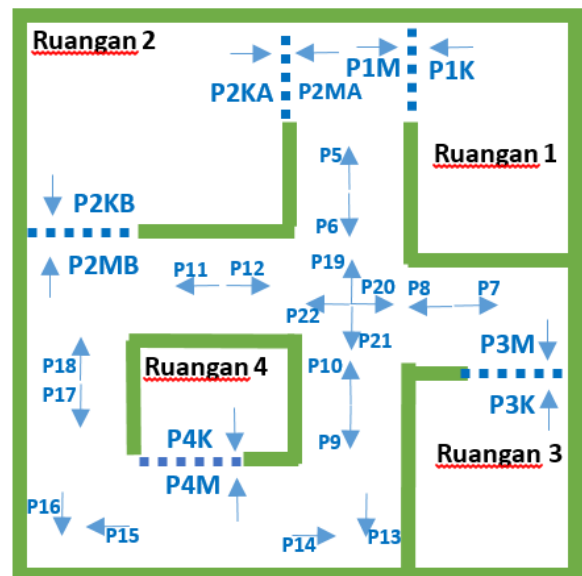 Ruangan 2
P2KA
P2MA
P1M
P1K
P5
Ruangan 1
P2KB
P6
P2MB
P11
P12
P19
P20
P8
P7
P22
P21
P3M
P18
Ruangan 4
P10
P17
P3K
P4K
P9
Ruangan 3
P4M
P16
P15
P14
P13